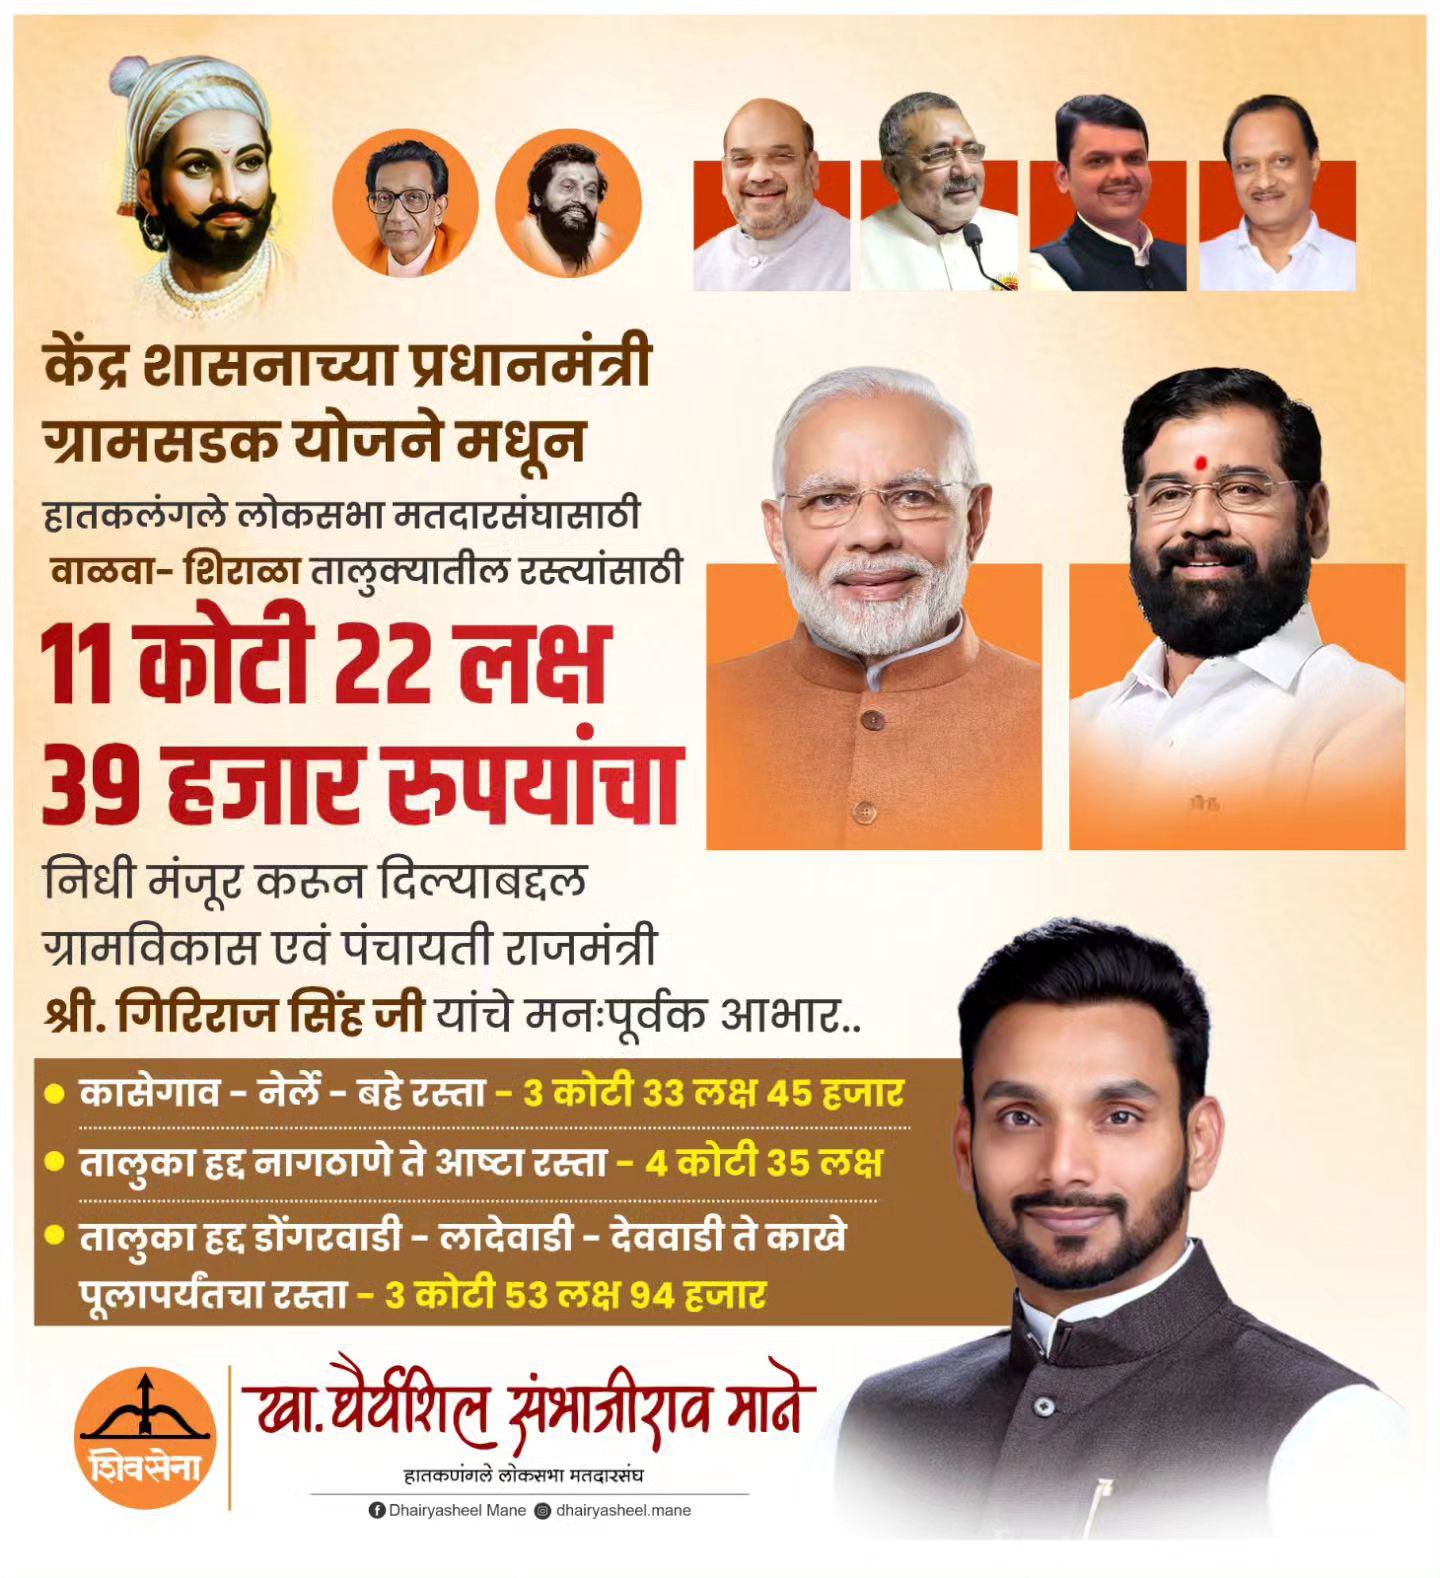 केंद्र शासनाच्या प्रधानमंत्री
ग्रामसडक योजने मधून
हातकलंगले लोकसभा मतदारसंघासाठी
वाळवा- शिराळा तालुक्यातील रस्त्यांसाठी
11 कोटी 22 लक्ष
39 हजार रुपयांचा
निधी मंजूर करून दिल्याबद्दल
ग्रामविकास एवं पंचायती राजमंत्री
श्री. गिरिराज सिंह जी यांचे मनःपूर्वक आभार..
कासेगाव - नेर्ले - बहे रस्ता - 3 कोटी 33 लक्ष 45 हजार
तालुका हद्द नागठाणे ते आष्टा रस्ता - 4 कोटी 35 लक्ष
तालुका हद्द डोंगरवाडी - लादेवाडी - देववाडी ते काखे
पूलापर्यंतचा रस्ता - 3 कोटी 53 लक्ष 94 हजार
शिवसेना
खा. धैर्यशिल संभाजीराव माने
हातकणंगले लोकसभा मतदारसंघ
Dhairyasheel Mane dhairyasheel.mane